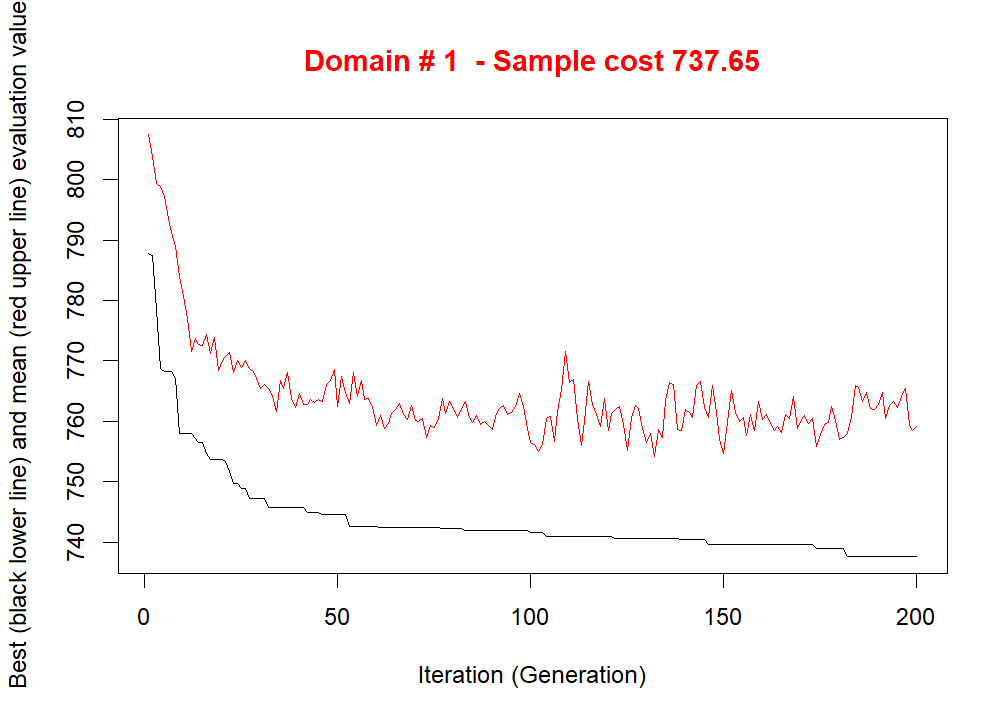 Domain # 1  - Sample cost 737.65
Best (black lower line) and mean (red upper line) evaluation value
810
800
790
780
770
760
750
740
0 50 100 150 200
Iteration (Generation)